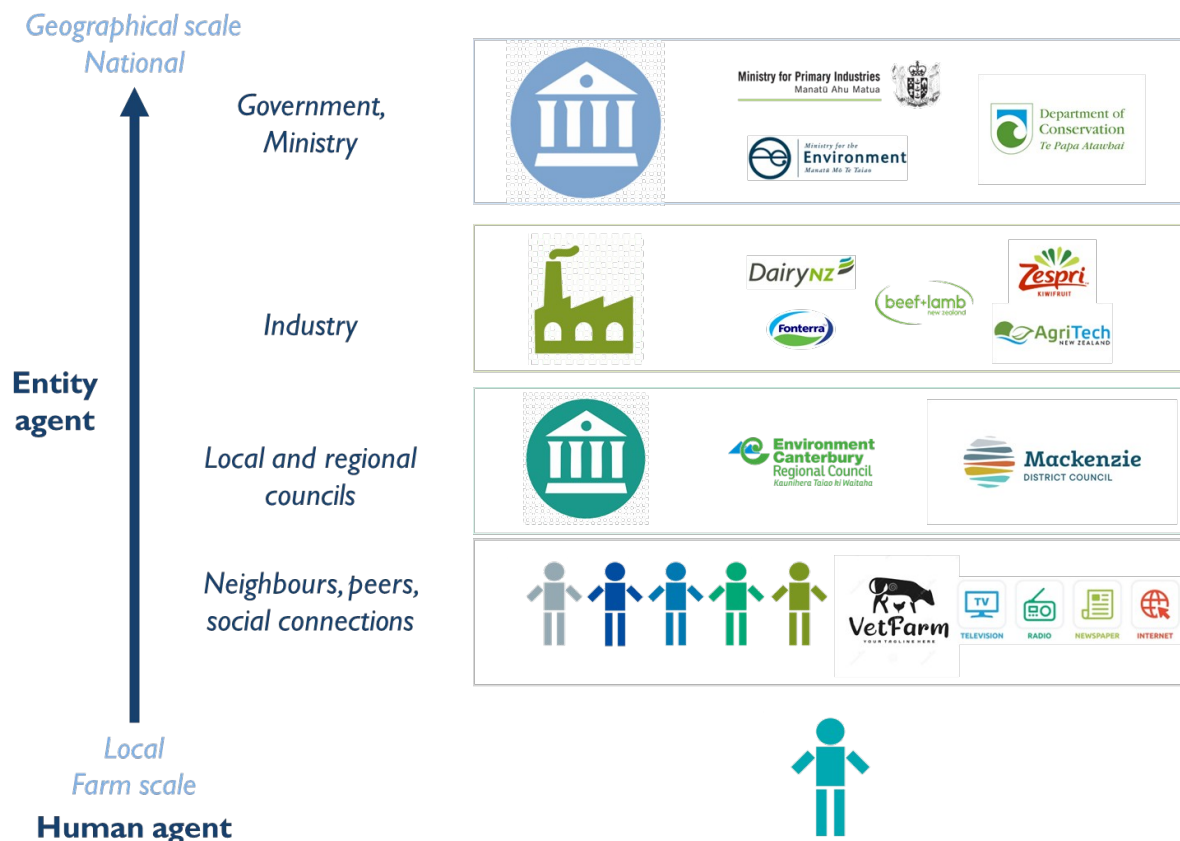 Geographical scale
National
Government,
Ministry
Ministry for Primary Industries
Manatū Ahu Matua
Ministry for the
Environment
Manatū Mō Te Taiao
Department of
Conservation
Te Papa Atawhai
Industry
DairyNZ
Fonterra
beef+lamb
new zealand
Zespri
KIWIFRUIT
AgriTech
NEW ZEALAND
Entity
agent
Local and regional
councils
Environment
Canterbury
Regional Council
Kaunihera Taiao ki Waitaha
Mackenzie
DISTRICT COUNCIL
Neighbours, peers,
social connections
VetFarm
YOUR TAGLINE HERE
TV
TELEVISION
RADIO
NEWSPAPER
INTERNET
Local
Farm scale
Human agent